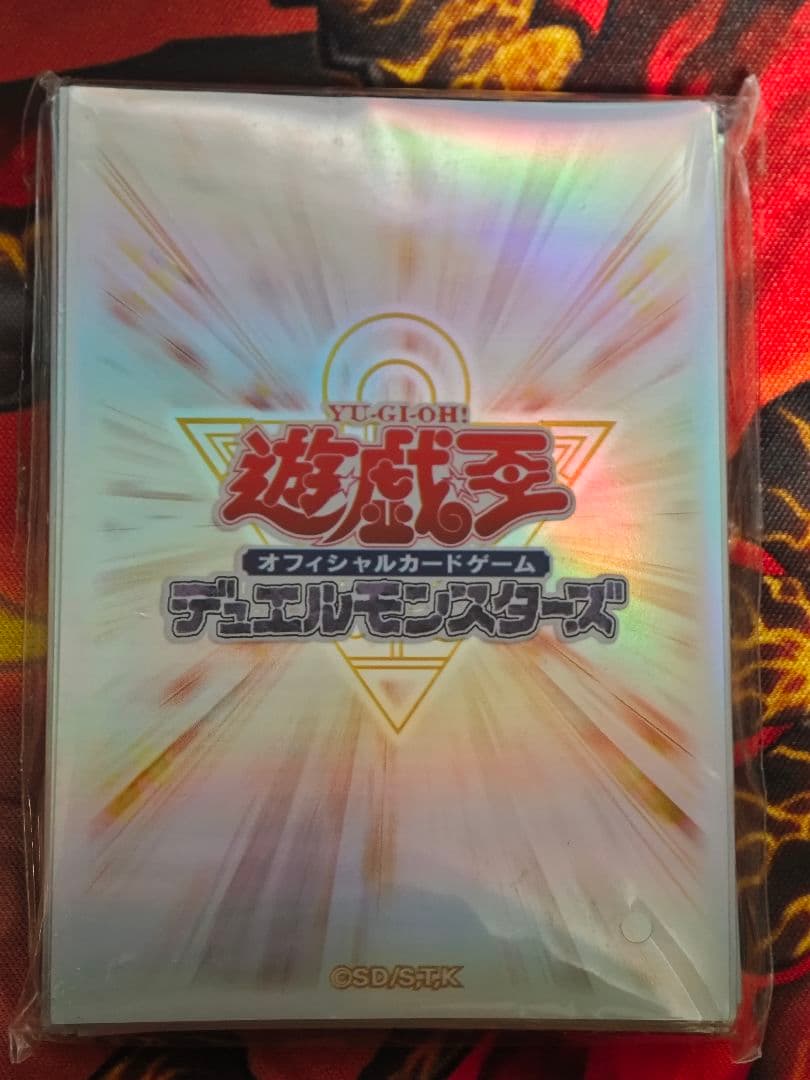 YU-GI-OH!
遊☆戯☆王
オフィシャルカードゲーム
デュエルモンスターズ
©SD/S,T,K